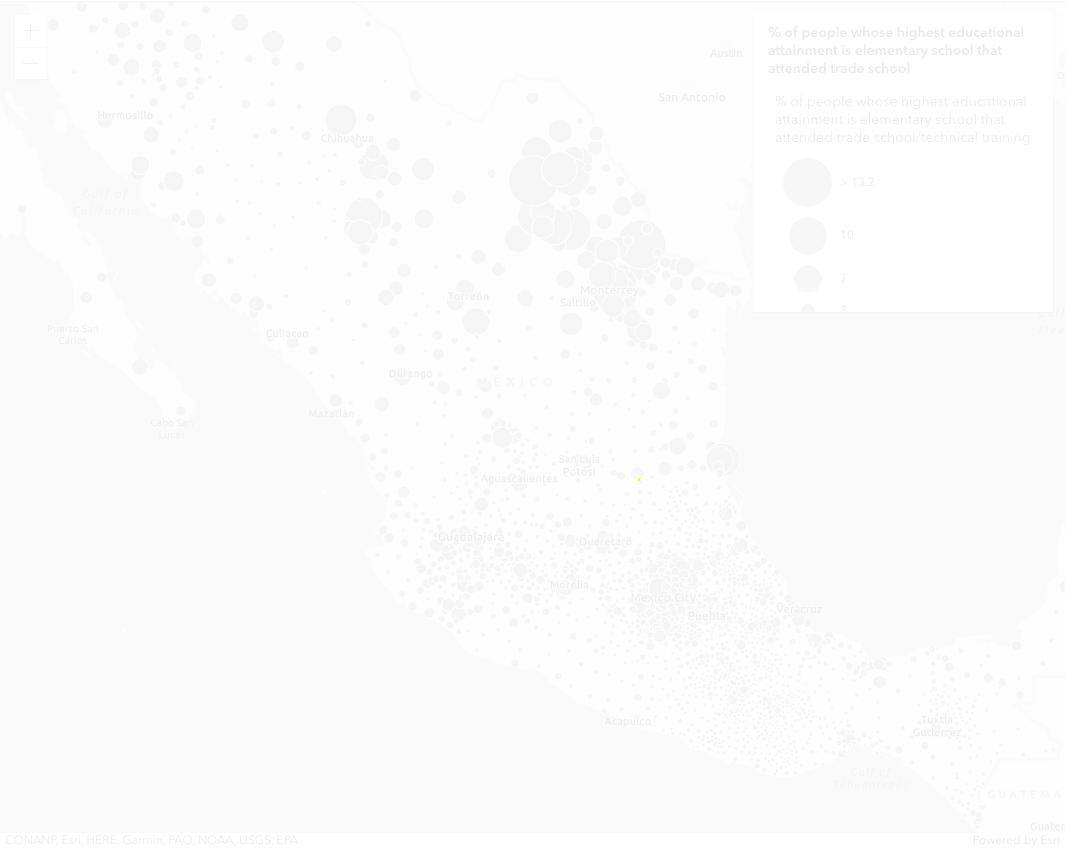 +
−
% of people whose highest educational
attainment is elementary school that
attended trade school
% of people whose highest educational
attainment is elementary school that
attended trade school/technical training
> 13.2
10
7
3
Austin
San Antonio
Hermosillo
Chihuahua
Gulf of
California
Monterrey
Torreón
Saltillo
Puerto San
Carlos
Culiacan
Durango
MÉXICO
Mazatlán
Cabo San
Lucas
San Luis
Potosí
Aguascalientes
Guadalajara
Querétaro
Morelia
Mexico City
Puebla
Veracruz
Acapulco
Tuxtla
Gutiérrez
Gulf of
Tehuantepec
GUATEMA
Guatem
CONANP, Esri, HERE, Garmin, FAO, NOAA, USGS, EPA
Powered by Esri